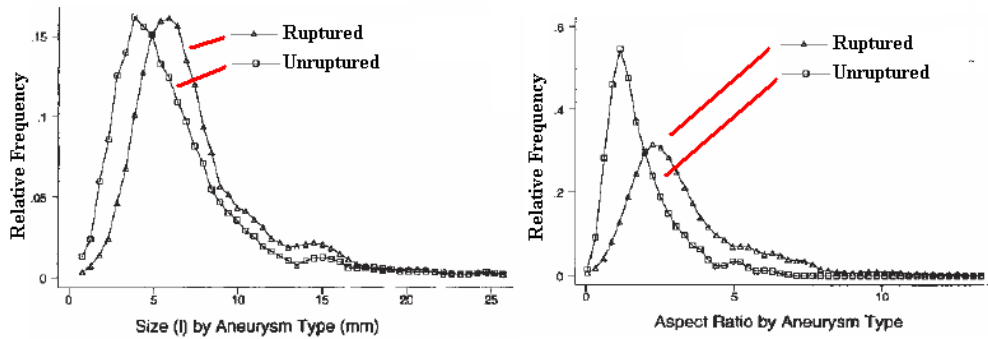 Relative Frequency
.15
.1
.05
0
Ruptured
Unruptured
0 5 10 15 20 25
Size (I) by Aneurysm Type (mm)
Relative Frequency
.6
.4
.2
0
Ruptured
Unruptured
0 5 10
Aspect Ratio by Aneurysm Type